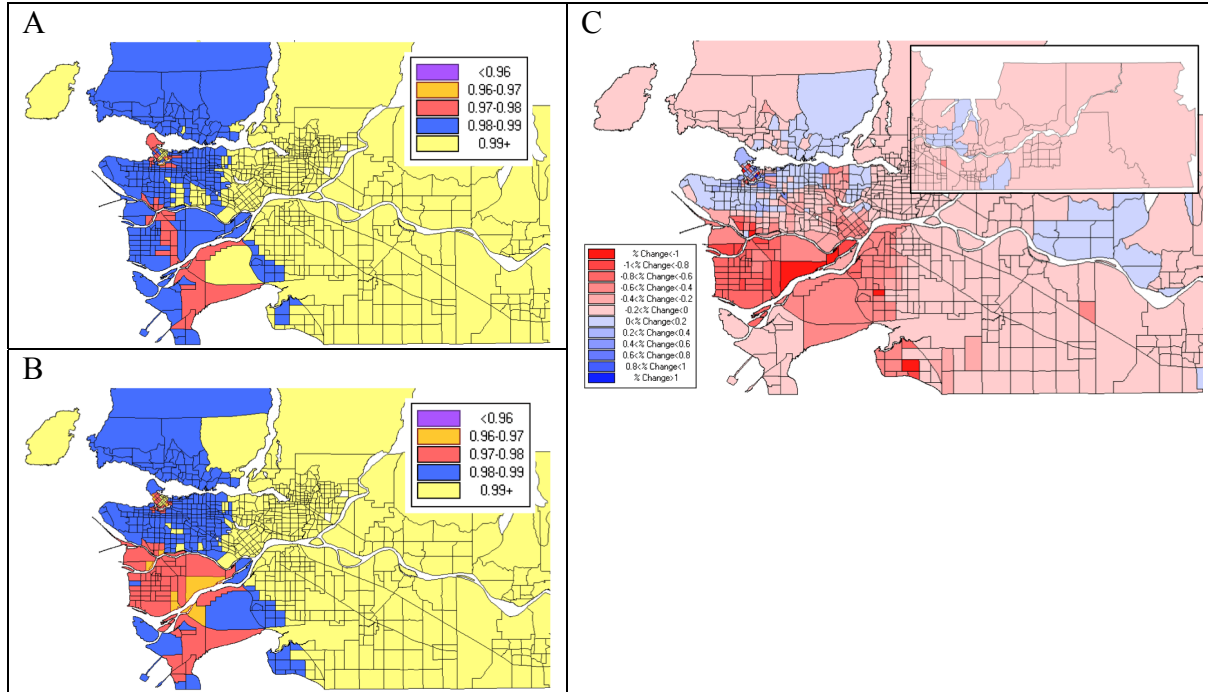 A
<0.96
0.96-0.97
0.97-0.98
0.98-0.99
0.99+
B
<0.96
0.96-0.97
0.97-0.98
0.98-0.99
0.99+
C
% Change<-1
-1<% Change<-0.8
-0.8<% Change<-0.6
-0.6<% Change<-0.4
-0.4<% Change<-0.2
-0.2<% Change<0
0<% Change<0.2
0.2<% Change<0.4
0.4<% Change<0.6
0.6<% Change<0.8
0.8<% Change<1
% Change>1